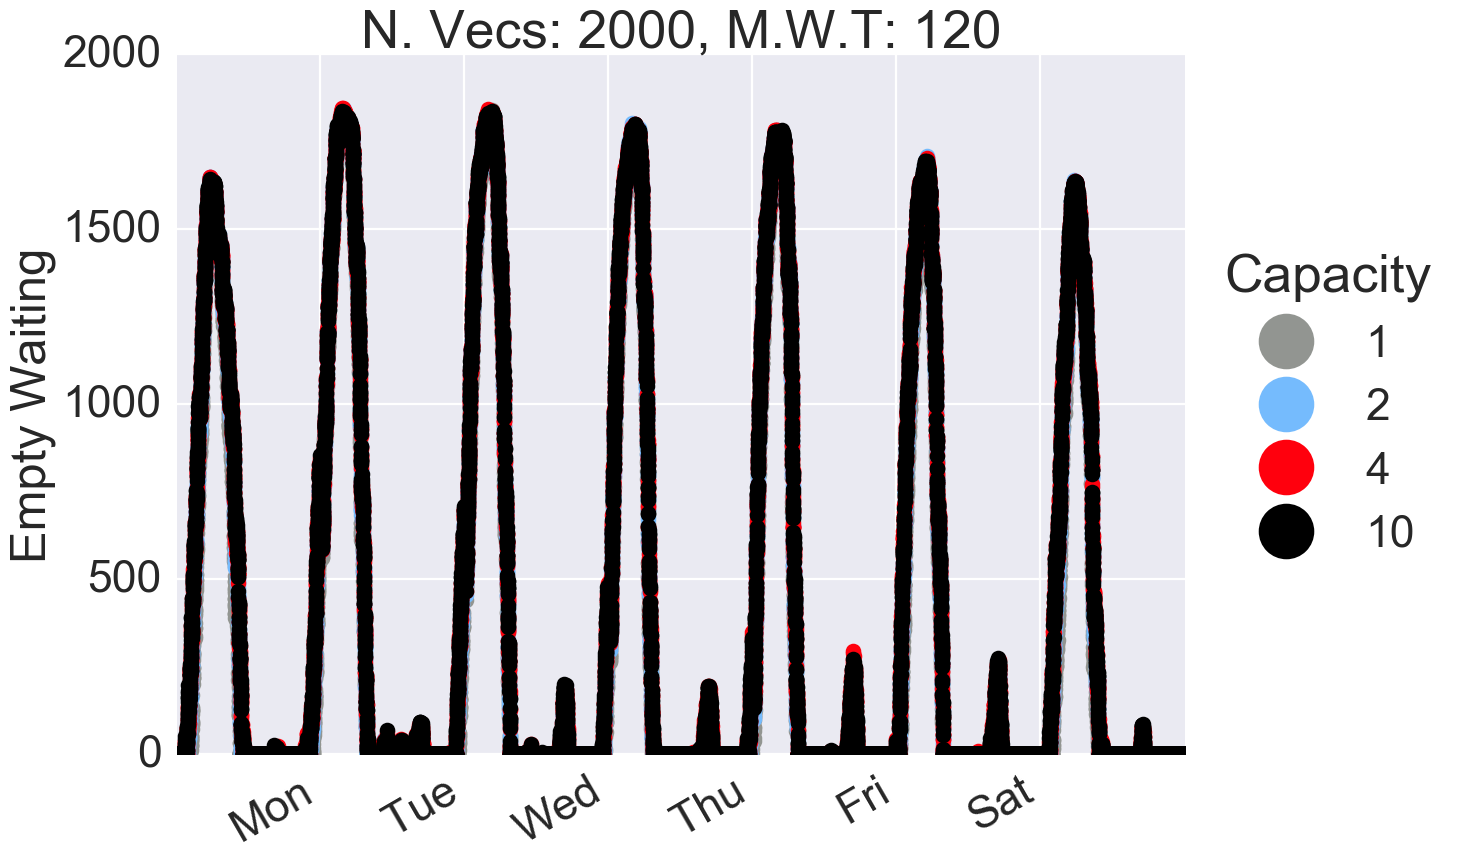 N. Vecs: 2000, M.W.T: 120
2000
1500
1000
500
0
Empty Waiting
Mon
Tue
Wed
Thu
Fri
Sat
Capacity
1
2
4
10